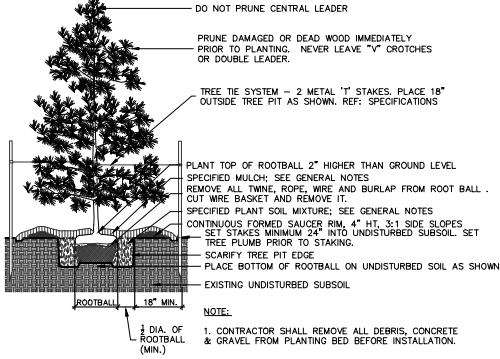 DO NOT PRUNE CENTRAL LEADER
PRUNE DAMAGED OR DEAD WOOD IMMEDIATELY
PRIOR TO PLANTING. NEVER LEAVE "V" CROTCHES
OR DOUBLE LEADER.
TREE TIE SYSTEM – 2 METAL 'T' STAKES. PLACE 18"
OUTSIDE TREE PIT AS SHOWN. REF: SPECIFICATIONS
PLANT TOP OF ROOTBALL 2" HIGHER THAN GROUND LEVEL
SPECIFIED MULCH; SEE GENERAL NOTES
REMOVE ALL TWINE, ROPE, WIRE AND BURLAP FROM ROOT BALL .
CUT WIRE BASKET AND REMOVE IT.
SPECIFIED PLANT SOIL MIXTURE; SEE GENERAL NOTES
CONTINUOUS FORMED SAUCER RIM, 4" HT, 3:1 SIDE SLOPES
SET STAKES MINIMUM 24" INTO UNDISTURBED SUBSOIL. SET
TREE PLUMB PRIOR TO STAKING.
SCARIFY TREE PIT EDGE
PLACE BOTTOM OF ROOTBALL ON UNDISTURBED SOIL AS SHOWN
EXISTING UNDISTURBED SUBSOIL
ROOTBALL
18" MIN.
½ DIA. OF
ROOTBALL
(MIN.)
NOTE:
1. CONTRACTOR SHALL REMOVE ALL DEBRIS, CONCRETE
& GRAVEL FROM PLANTING BED BEFORE INSTALLATION.